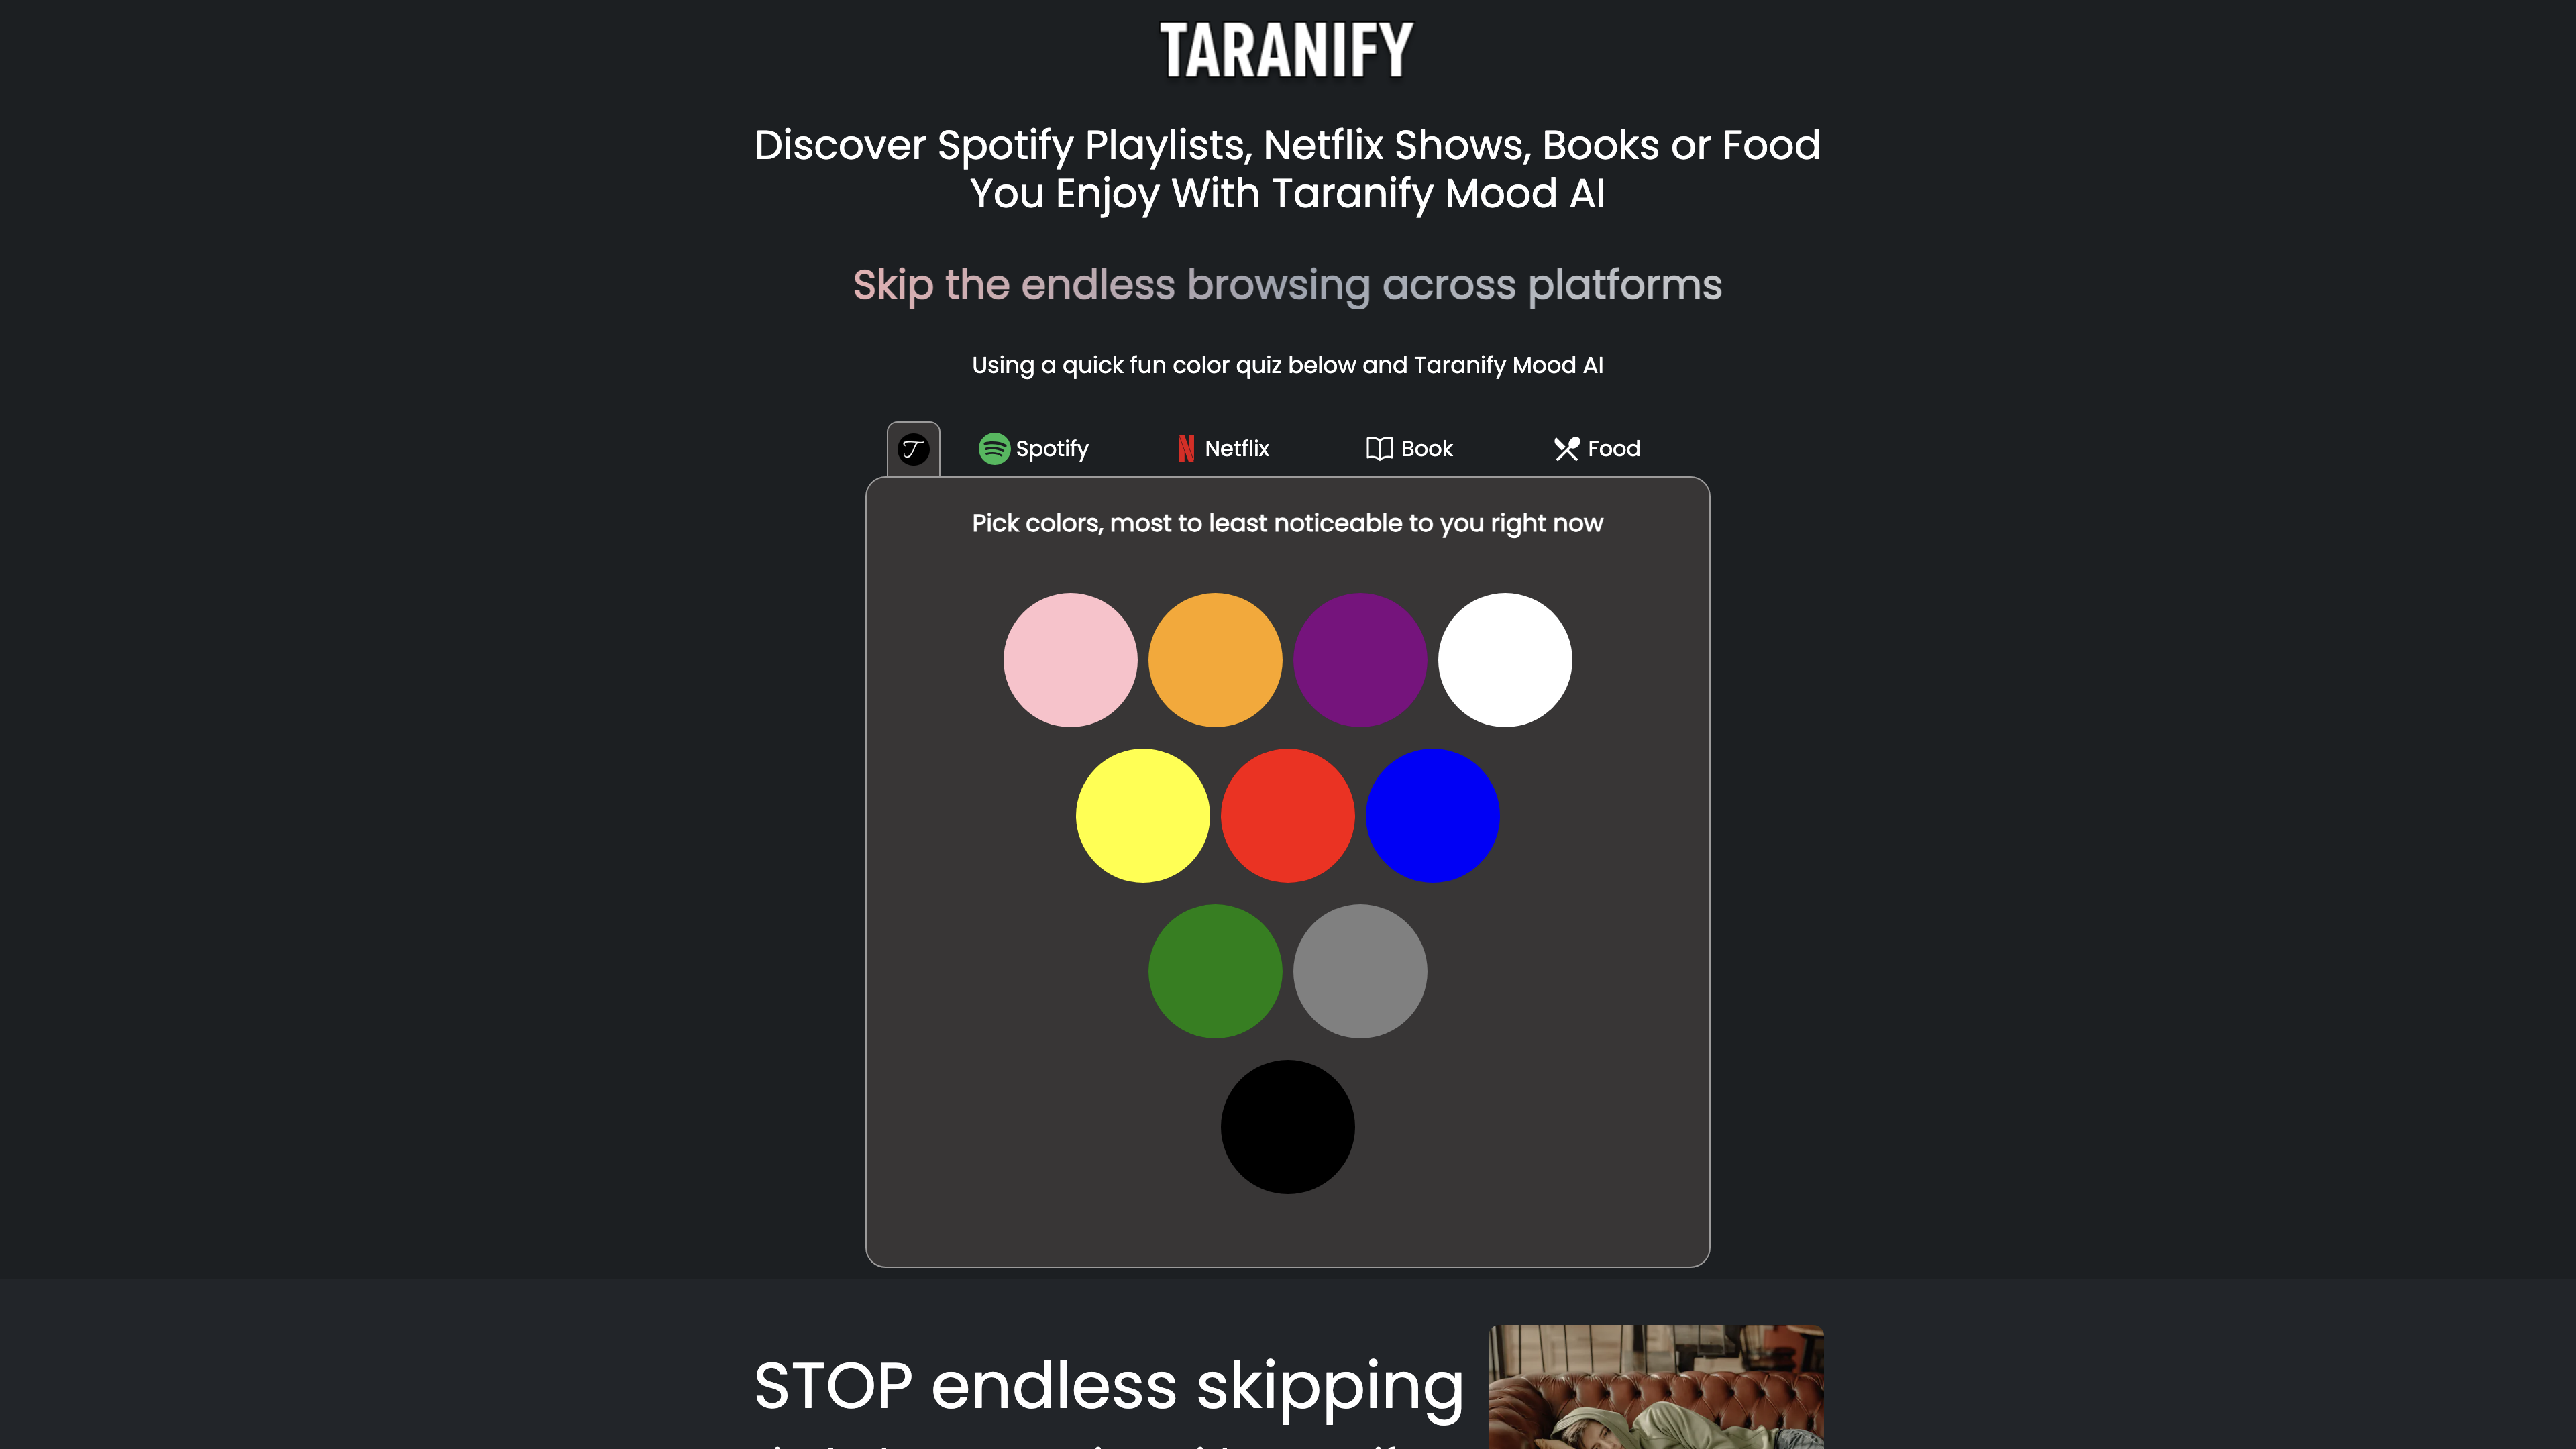 TARANIFY
Discover Spotify Playlists, Netflix Shows, Books or Food
You Enjoy With Taranify Mood AI
Skip the endless browsing across platforms
Using a quick fun color quiz below and Taranify Mood AI
T Spotify Netflix Book Food
Pick colors, most to least noticeable to you right now
STOP endless skipping